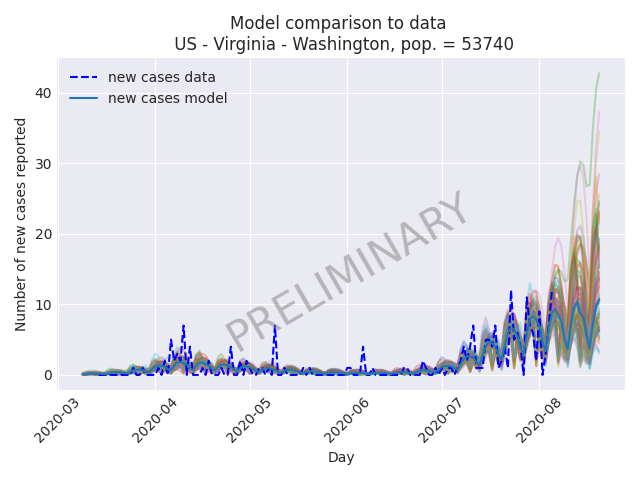 Model comparison to data
US - Virginia - Washington, pop. = 53740
new cases data
new cases model
Number of new cases reported
40
30
20
10
0
PRELIMINARY
2020-03
2020-04
2020-05
2020-06
2020-07
2020-08
Day